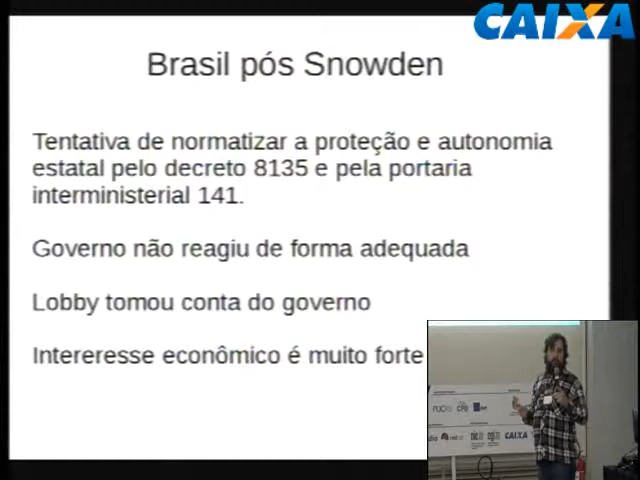 CAIXA
Brasil pós Snowden
Tentativa de normatizar a proteção e autonomia
estatal pelo decreto 8135 e pela portaria
interministerial 141.
Governo não reagiu de forma adequada
Lobby tomou conta do governo
Intereresse econômico é muito forte
PUCRS
CAIXA